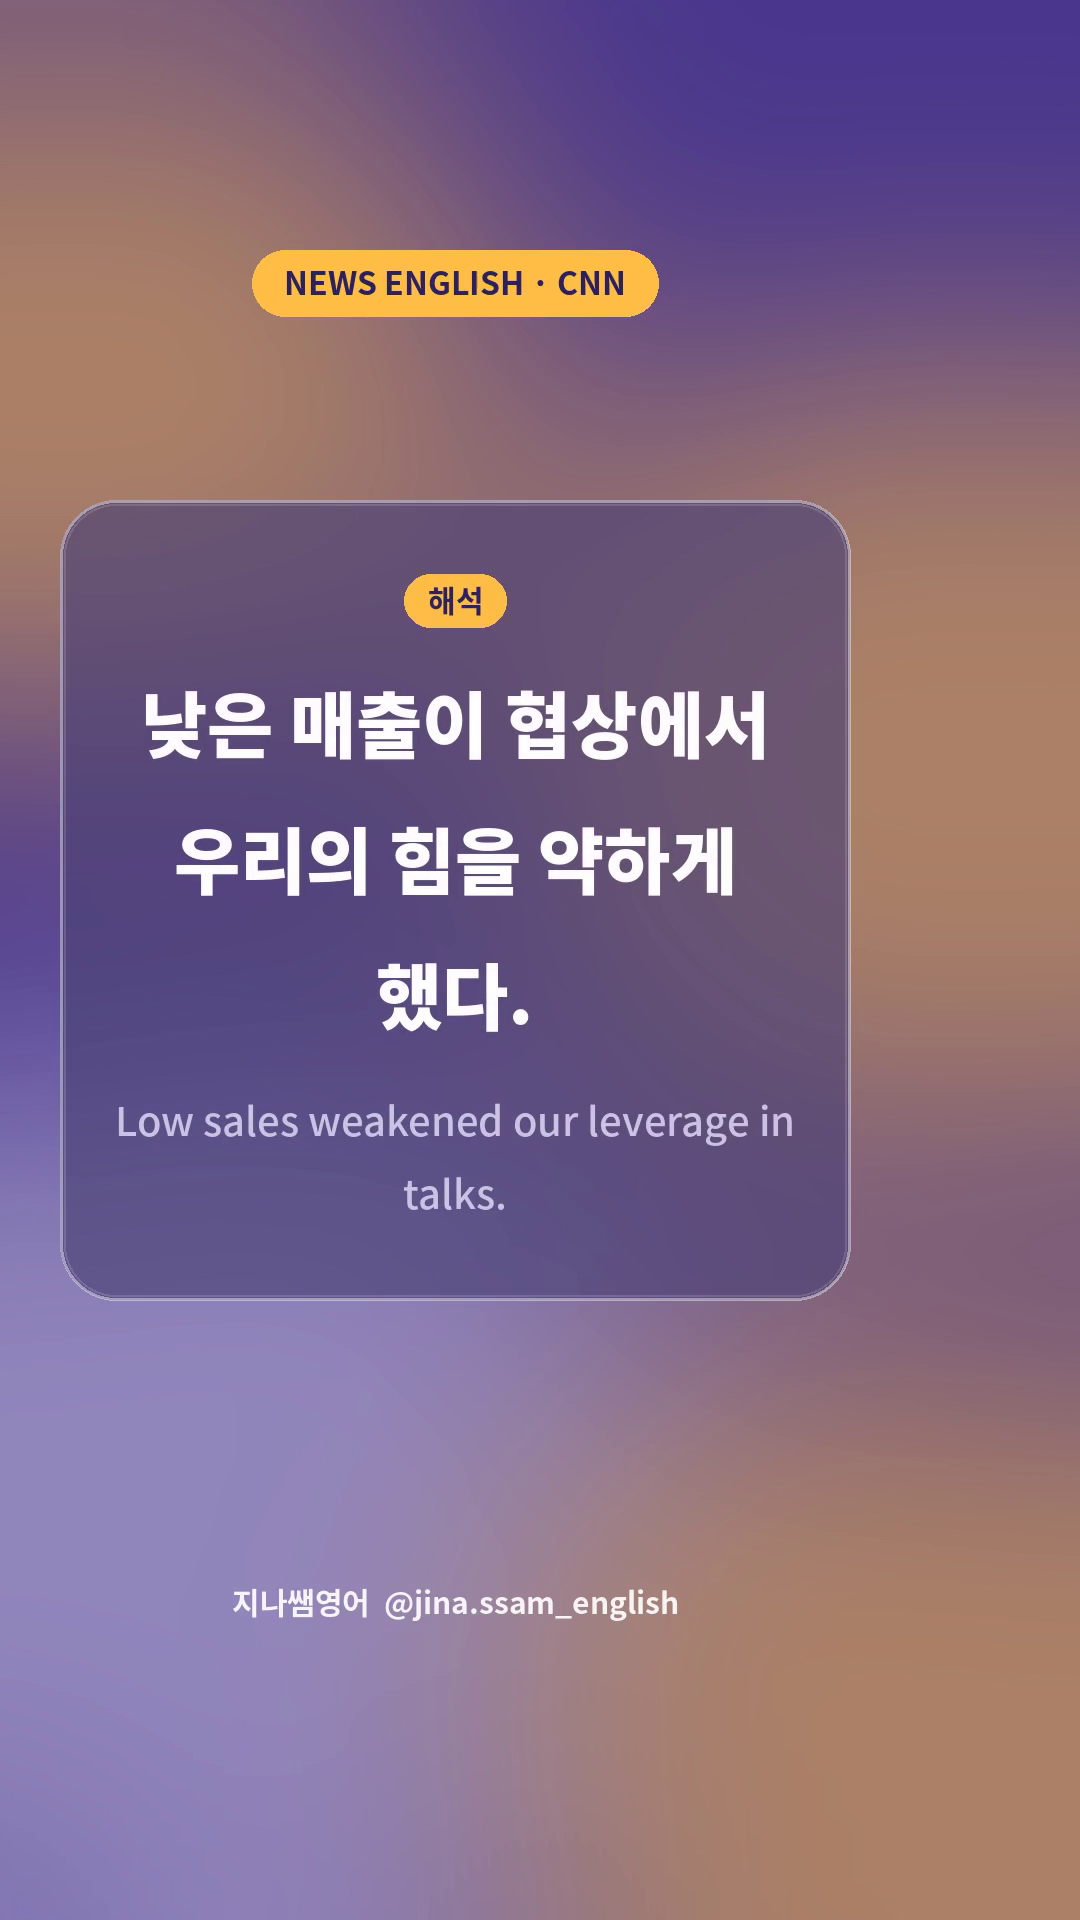 NEWS ENGLISH · CNN
해석
낮은 매출이 협상에서
우리의 힘을 약하게
했다.
Low sales weakened our leverage in
talks.
지나쌤영어 @jina.ssam_english